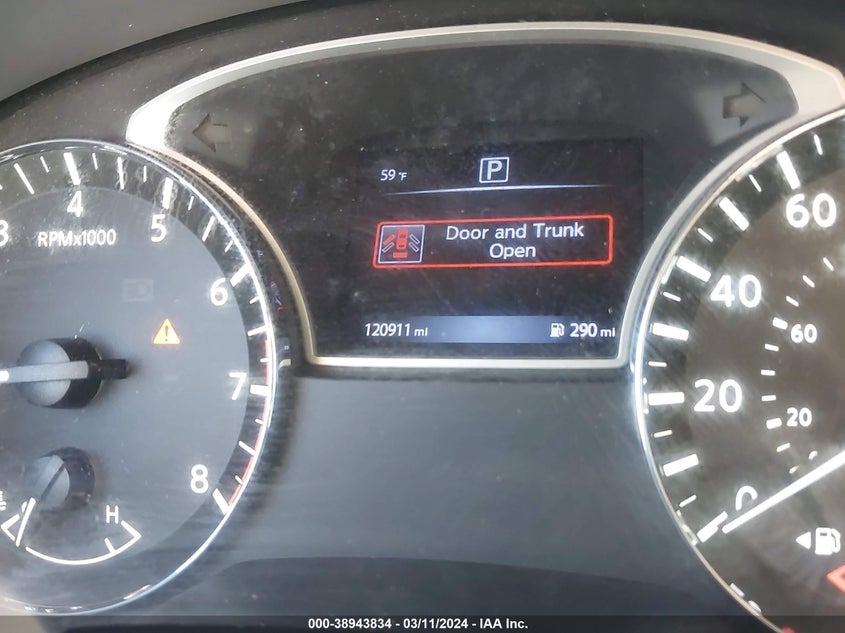 59 °F P
Door and Trunk
Open
120911 mi 290 mi
3 4 5 6 7 8
RPMx1000
H
60
40
20
0
60
20
000-38943834 - 03/11/2024 - IAA Inc.